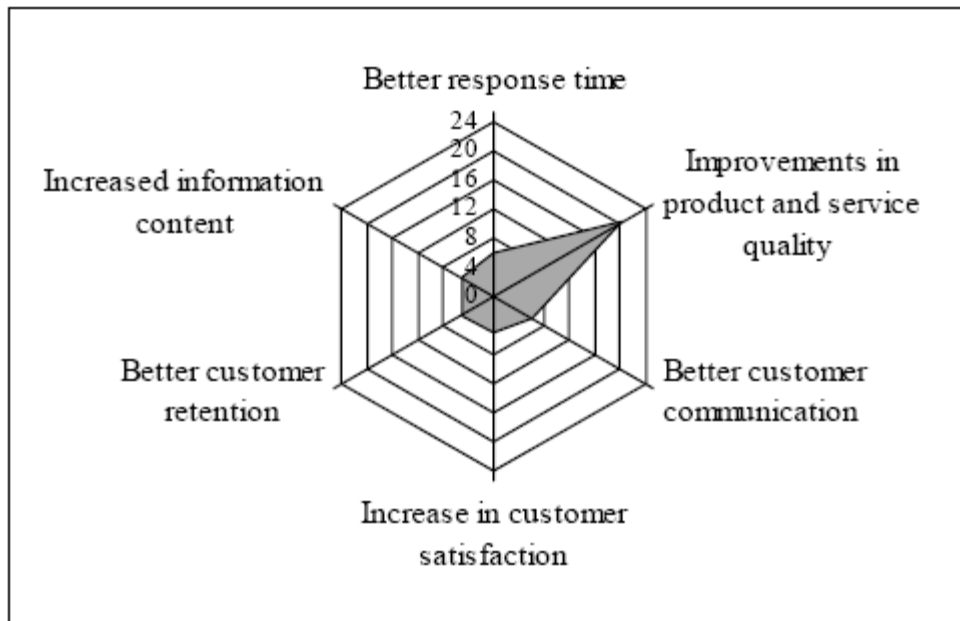 Better response time
24
20
16
12
8
4
0
Improvements in
product and service
quality
Better customer
communication
Increase in customer
satisfaction
Better customer
retention
Increased information
content